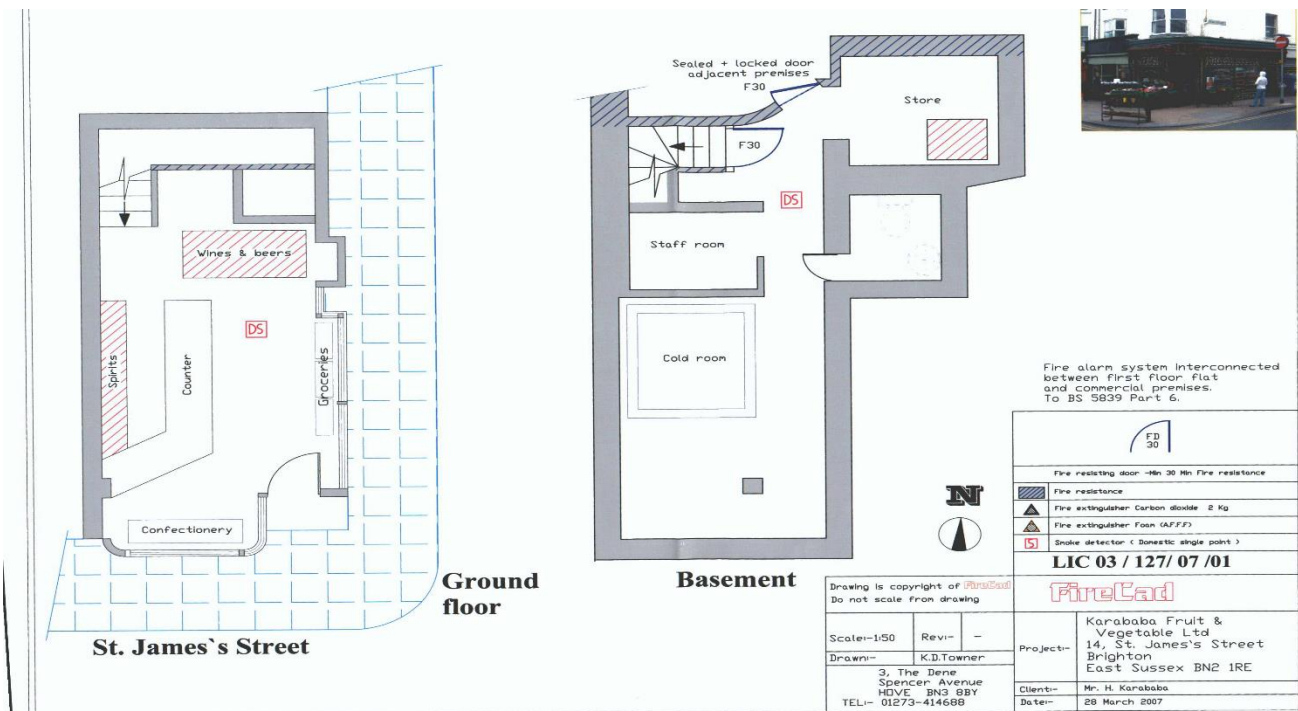 Wines & beers
DS
Spirits
Counter
Groceries
Confectionery
Ground
floor
St. James`s Street
Sealed + locked door
adjacent premises
F30
F30
Store
DS
Staff room
Cold room
Basement
N
Fire alarm system interconnected
between first floor flat
and commercial premises.
To BS 5839 Part 6.
FD
30
Fire resisting door -Min 30 Min Fire resistance
Fire resistance
Fire extinguisher Carbon dioxide 2 Kg
Fire extinguisher Foam (A.F.F.F)
S Smoke detector ( Domestic single point )
LIC 03 / 127/ 07 /01
FireCad
Drawing is copyright of FireCad
Do not scale from drawing
Scale:-1:50 Rev:- -
Drawn:- K.D.Towner
3, The Dene
Spencer Avenue
HOVE BN3 8BY
TEL:- 01273-414688
Project:- Karababa Fruit &
Vegetable Ltd
14, St. James`s Street
Brighton
East Sussex BN2 1RE
Client:- Mr. H. Karababa
Date:- 28 March 2007